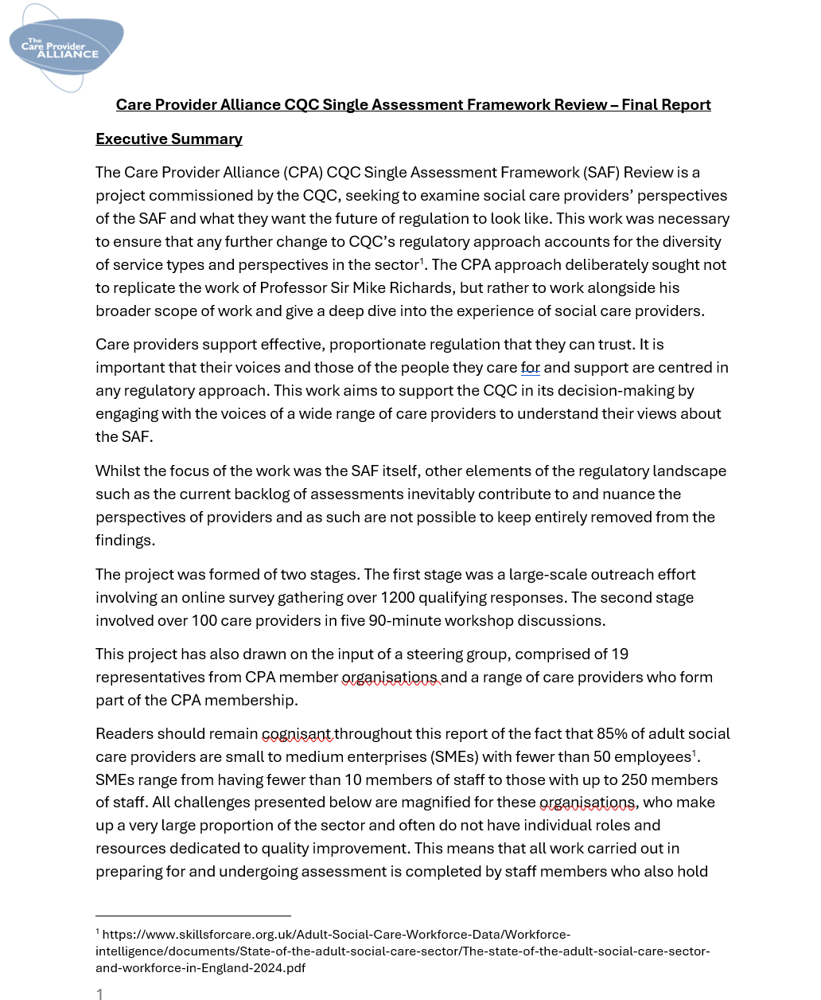 The
Care Provider
ALLIANCE
Care Provider Alliance CQC Single Assessment Framework Review – Final Report
Executive Summary
The Care Provider Alliance (CPA) CQC Single Assessment Framework (SAF) Review is a
project commissioned by the CQC, seeking to examine social care providers’ perspectives
of the SAF and what they want the future of regulation to look like. This work was necessary
to ensure that any further change to CQC’s regulatory approach accounts for the diversity
of service types and perspectives in the sector¹. The CPA approach deliberately sought not
to replicate the work of Professor Sir Mike Richards, but rather to work alongside his
broader scope of work and give a deep dive into the experience of social care providers.
Care providers support effective, proportionate regulation that they can trust. It is
important that their voices and those of the people they care for and support are centred in
any regulatory approach. This work aims to support the CQC in its decision-making by
engaging with the voices of a wide range of care providers to understand their views about
the SAF.
Whilst the focus of the work was the SAF itself, other elements of the regulatory landscape
such as the current backlog of assessments inevitably contribute to and nuance the
perspectives of providers and as such are not possible to keep entirely removed from the
findings.
The project was formed of two stages. The first stage was a large-scale outreach effort
involving an online survey gathering over 1200 qualifying responses. The second stage
involved over 100 care providers in five 90-minute workshop discussions.
This project has also drawn on the input of a steering group, comprised of 19
representatives from CPA member organisations and a range of care providers who form
part of the CPA membership.
Readers should remain cognisant throughout this report of the fact that 85% of adult social
care providers are small to medium enterprises (SMEs) with fewer than 50 employees¹.
SMEs range from having fewer than 10 members of staff to those with up to 250 members
of staff. All challenges presented below are magnified for these organisations, who make
up a very large proportion of the sector and often do not have individual roles and
resources dedicated to quality improvement. This means that all work carried out in
preparing for and undergoing assessment is completed by staff members who also hold
¹ https://www.skillsforcare.org.uk/Adult-Social-Care-Workforce-Data/Workforce-
intelligence/documents/State-of-the-adult-social-care-sector/The-state-of-the-adult-social-care-sector-
and-workforce-in-England-2024.pdf
1